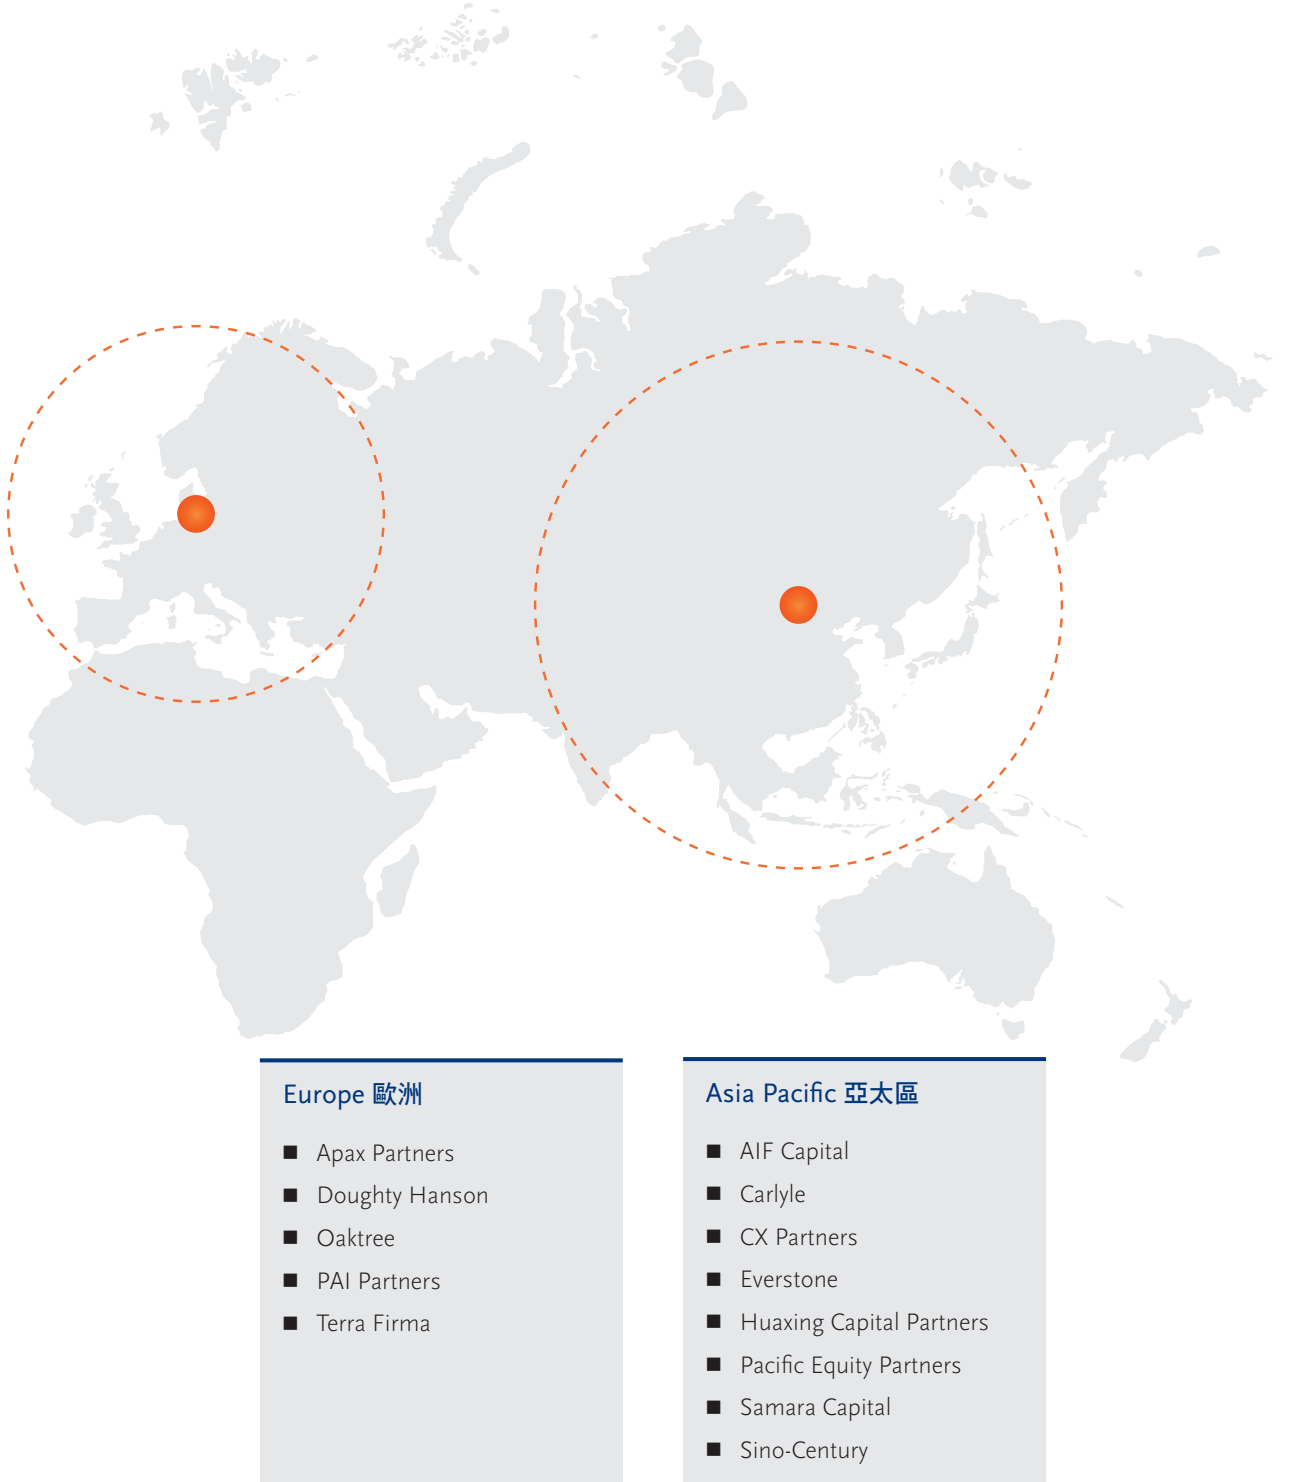 Europe 歐洲
■ Apax Partners
■ Doughty Hanson
■ Oaktree
■ PAI Partners
■ Terra Firma
Asia Pacific 亞太區
■ AIF Capital
■ Carlyle
■ CX Partners
■ Everstone
■ Huaxing Capital Partners
■ Pacific Equity Partners
■ Samara Capital
■ Sino-Century